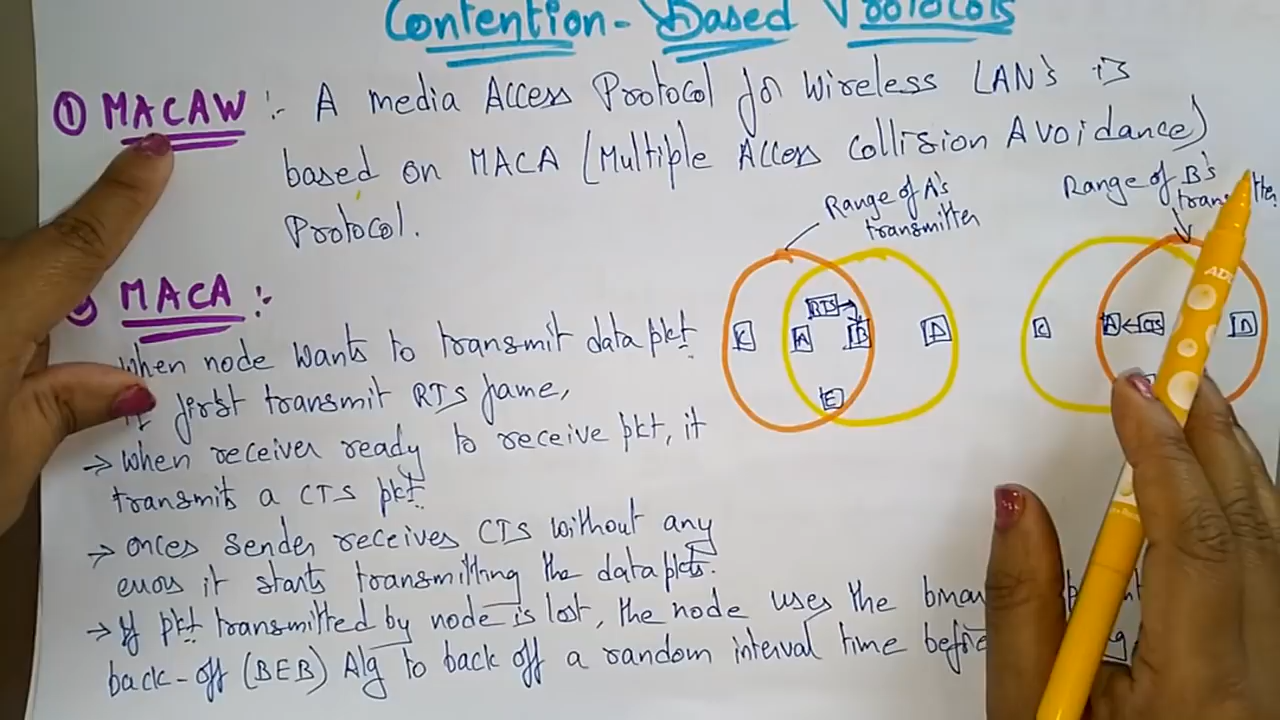 Contention-Based Protocols
① MACAW :- A media Access Protocol for Wireless LAN's is
based on MACA (Multiple Access Collision Avoidance)
Protocol.
Range of A's
transmitter
Range of B's
MACA :-
When node wants to transmit data pkt
first transmit RTS frame,
→ when receiver ready to receive pkt, it
transmits a CTS pkt.
→ onces sender receives CTS without any
errors it starts transmitting the data pkts.
→ If pkt transmitted by node is lost, the node uses the
back-off (BEB) Alg to back off a random interval time
C A RTS→ D
E
C A ←CTS D
ADD